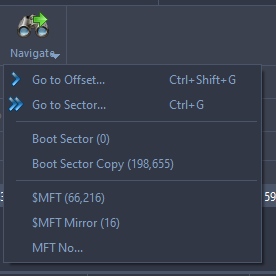 Navigate
Go to Offset... Ctrl+Shift+G
Go to Sector... Ctrl+G
Boot Sector (0)
Boot Sector Copy (198,655)
$MFT (66,216)
59
$MFT Mirror (16)
MFT No...